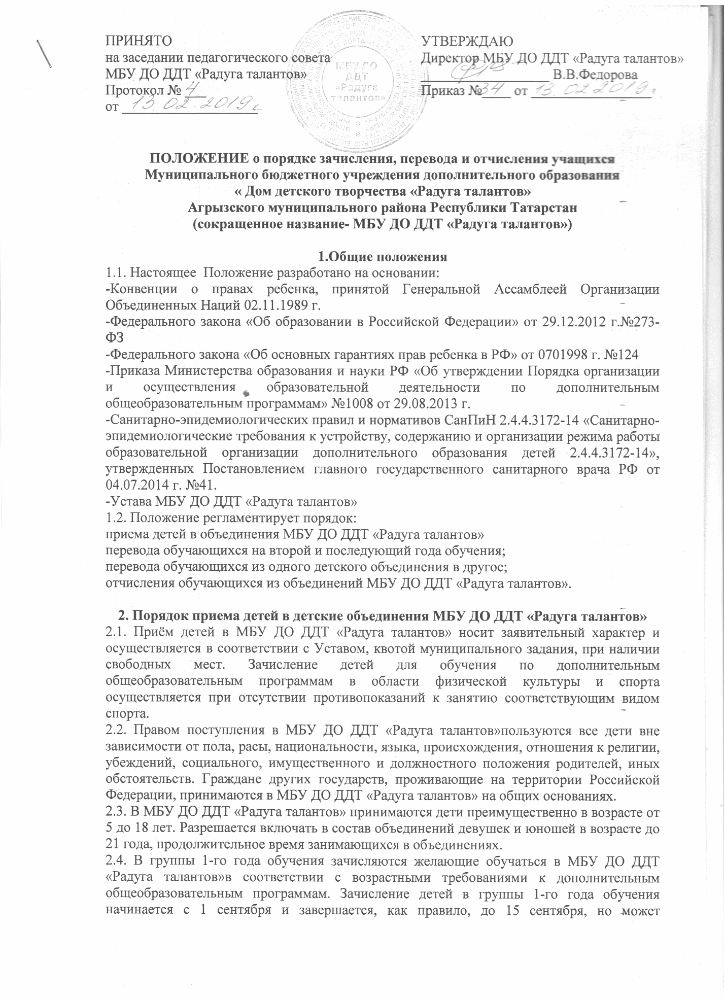 ПРИНЯТО
на заседании педагогического совета
МБУ ДО ДДТ «Радуга талантов»
Протокол № 4
от 13.02.2019г
МБУ ДО
ДДТ
«Радуга
талантов»
УТВЕРЖДАЮ
Директор МБУ ДО ДДТ «Радуга талантов»
В.В.Федорова
Приказ №34 от 13.02.2019г
ПОЛОЖЕНИЕ о порядке зачисления, перевода и отчисления учащихся
Муниципального бюджетного учреждения дополнительного образования
« Дом детского творчества «Радуга талантов»
Агрызского муниципального района Республики Татарстан
(сокращенное название- МБУ ДО ДДТ «Радуга талантов»)
1.Общие положения
1.1. Настоящее Положение разработано на основании:
-Конвенции о правах ребенка, принятой Генеральной Ассамблеей Организации
Объединенных Наций 02.11.1989 г.
-Федерального закона «Об образовании в Российской Федерации» от 29.12.2012 г.№273-
ФЗ
-Федерального закона «Об основных гарантиях прав ребенка в РФ» от 0701998 г. №124
-Приказа Министерства образования и науки РФ «Об утверждении Порядка организации
и осуществления образовательной деятельности по дополнительным
общеобразовательным программам» №1008 от 29.08.2013 г.
-Санитарно-эпидемиологических правил и нормативов СанПиН 2.4.4.3172-14 «Санитарно-
эпидемиологические требования к устройству, содержанию и организации режима работы
образовательной организации дополнительного образования детей 2.4.4.3172-14»,
утвержденных Постановлением главного государственного санитарного врача РФ от
04.07.2014 г. №41.
-Устава МБУ ДО ДДТ «Радуга талантов»
1.2. Положение регламентирует порядок:
приема детей в объединения МБУ ДО ДДТ «Радуга талантов»
перевода обучающихся на второй и последующий года обучения;
перевода обучающихся из одного детского объединения в другое;
отчисления обучающихся из объединений МБУ ДО ДДТ «Радуга талантов».
2. Порядок приема детей в детские объединения МБУ ДО ДДТ «Радуга талантов»
2.1. Приём детей в МБУ ДО ДДТ «Радуга талантов» носит заявительный характер и
осуществляется в соответствии с Уставом, квотой муниципального задания, при наличии
свободных мест. Зачисление детей для обучения по дополнительным
общеобразовательным программам в области физической культуры и спорта
осуществляется при отсутствии противопоказаний к занятию соответствующим видом
спорта.
2.2. Правом поступления в МБУ ДО ДДТ «Радуга талантов»пользуются все дети вне
зависимости от пола, расы, национальности, языка, происхождения, отношения к религии,
убеждений, социального, имущественного и должностного положения родителей, иных
обстоятельств. Граждане других государств, проживающие на территории Российской
Федерации, принимаются в МБУ ДО ДДТ «Радуга талантов» на общих основаниях.
2.3. В МБУ ДО ДДТ «Радуга талантов» принимаются дети преимущественно в возрасте от
5 до 18 лет. Разрешается включать в состав объединений девушек и юношей в возрасте до
21 года, продолжительное время занимающихся в объединениях.
2.4. В группы 1-го года обучения зачисляются желающие обучаться в МБУ ДО ДДТ
«Радуга талантов»в соответствии с возрастными требованиями к дополнительным
общеобразовательным программам. Зачисление детей в группы 1-го года обучения
начинается с 1 сентября и завершается, как правило, до 15 сентября, но может